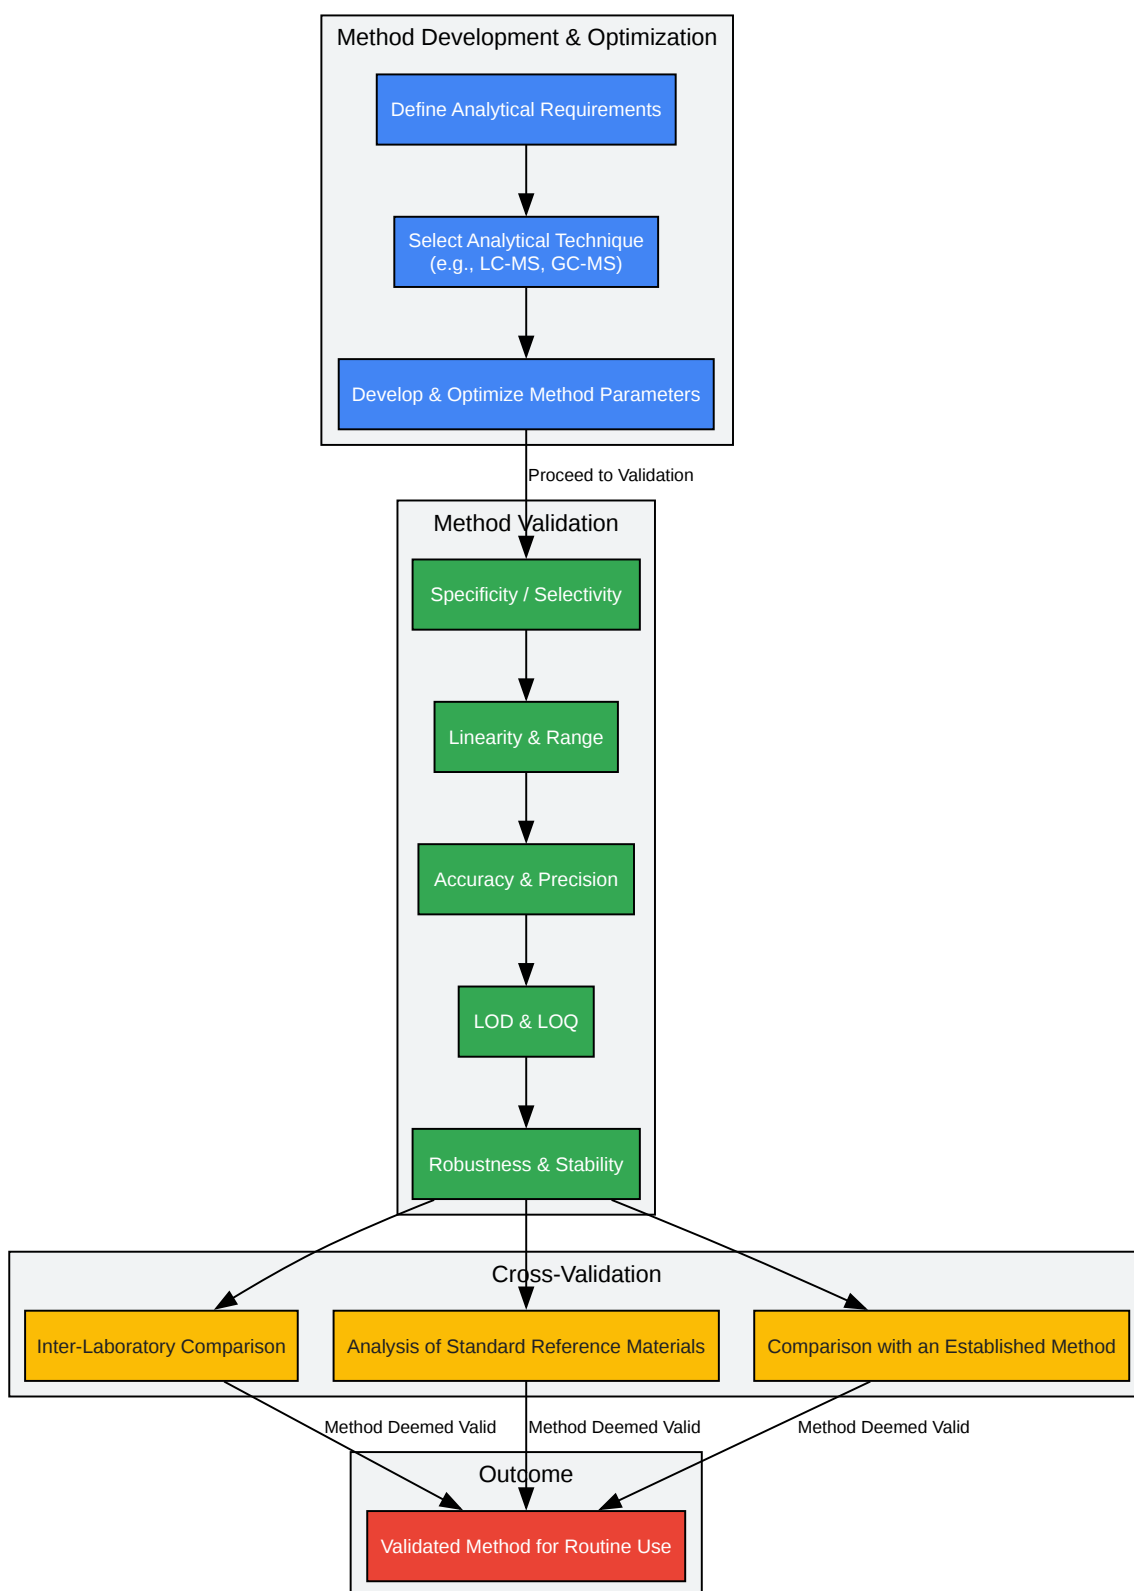 Method Development & Optimization
Define Analytical Requirements
Select Analytical Technique
(e.g., LC-MS, GC-MS)
Develop & Optimize Method Parameters
Proceed to Validation
Method Validation
Specificity / Selectivity
Linearity & Range
Accuracy & Precision
LOD & LOQ
Robustness & Stability
Cross-Validation
Inter-Laboratory Comparison
Analysis of Standard Reference Materials
Comparison with an Established Method
Method Deemed Valid
Method Deemed Valid
Method Deemed Valid
Outcome
Validated Method for Routine Use